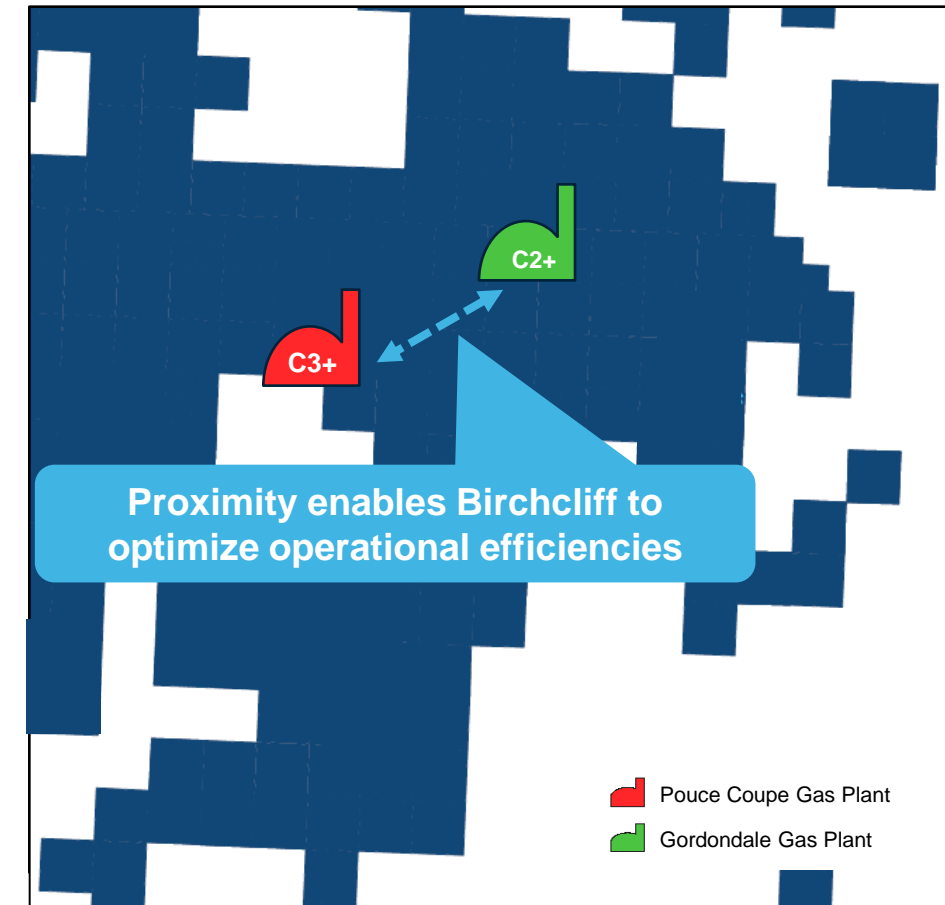 C2+
C3+
Proximity enables Birchcliff to
optimize operational efficiencies
Pouce Coupe Gas Plant
Gordondale Gas Plant